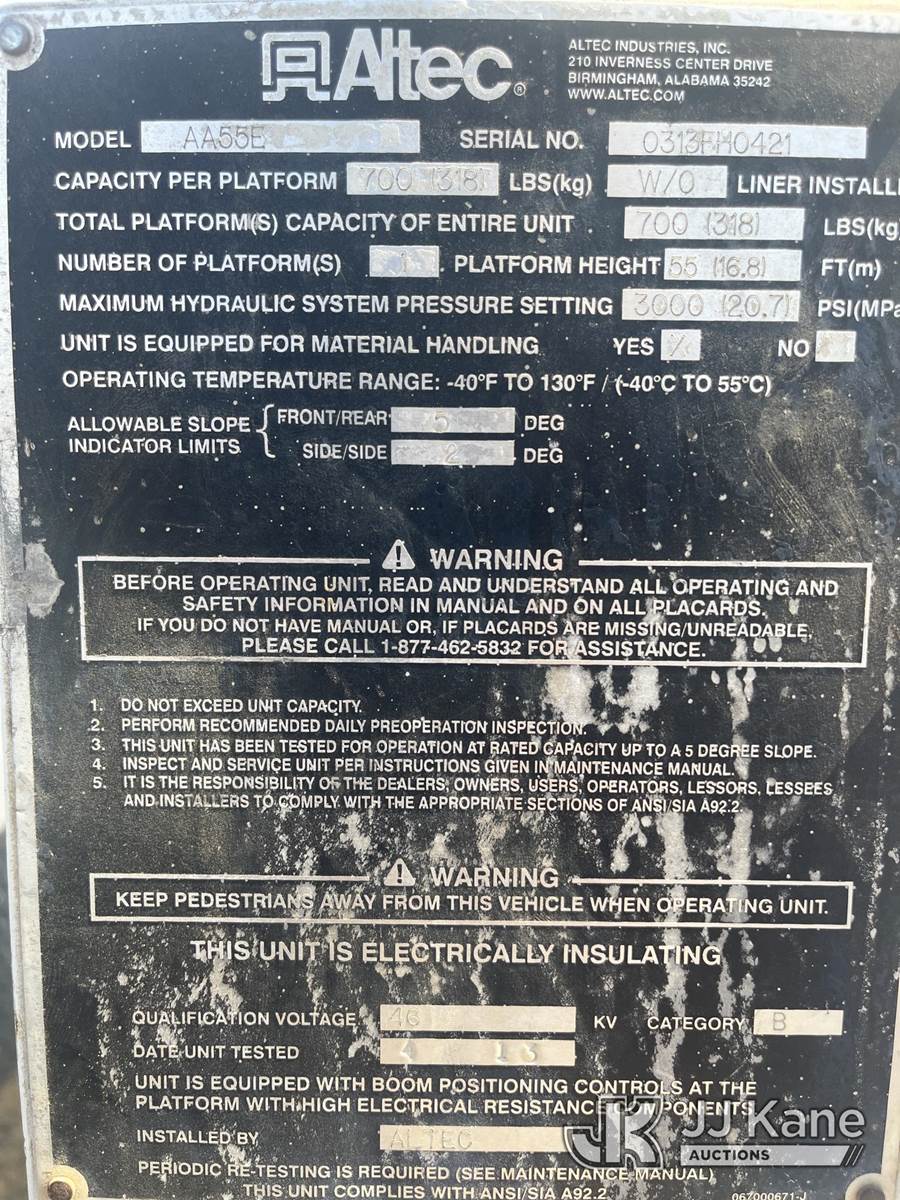 Altec®
ALTEC INDUSTRIES, INC.
210 INVERNESS CENTER DRIVE
BIRMINGHAM, ALABAMA 35242
WWW.ALTEC.COM
MODEL AA55E SERIAL NO. 0313FH0421
CAPACITY PER PLATFORM 700 (318) LBS(kg) W/O LINER INSTALL
TOTAL PLATFORM(S) CAPACITY OF ENTIRE UNIT 700 (318) LBS(kg
NUMBER OF PLATFORM(S) 1 PLATFORM HEIGHT 55 (16.8) FT(m)
MAXIMUM HYDRAULIC SYSTEM PRESSURE SETTING 3000 (20.7) PSI(MPa
UNIT IS EQUIPPED FOR MATERIAL HANDLING YES X NO
OPERATING TEMPERATURE RANGE: -40°F TO 130°F / (-40°C TO 55°C)
ALLOWABLE SLOPE INDICATOR LIMITS
FRONT/REAR 5 DEG
SIDE/SIDE 2 DEG
⚠ WARNING
BEFORE OPERATING UNIT, READ AND UNDERSTAND ALL OPERATING AND
SAFETY INFORMATION IN MANUAL AND ON ALL PLACARDS.
IF YOU DO NOT HAVE MANUAL OR, IF PLACARDS ARE MISSING/UNREADABLE,
PLEASE CALL 1-877-462-5832 FOR ASSISTANCE.
1. DO NOT EXCEED UNIT CAPACITY.
2. PERFORM RECOMMENDED DAILY PREOPERATION INSPECTION.
3. THIS UNIT HAS BEEN TESTED FOR OPERATION AT RATED CAPACITY UP TO A 5 DEGREE SLOPE.
4. INSPECT AND SERVICE UNIT PER INSTRUCTIONS GIVEN IN MAINTENANCE MANUAL.
5. IT IS THE RESPONSIBILITY OF THE DEALERS, OWNERS, USERS, OPERATORS, LESSORS, LESSEES
AND INSTALLERS TO COMPLY WITH THE APPROPRIATE SECTIONS OF ANSI/SIA A92.2.
⚠ WARNING
KEEP PEDESTRIANS AWAY FROM THIS VEHICLE WHEN OPERATING UNIT.
THIS UNIT IS ELECTRICALLY INSULATING
QUALIFICATION VOLTAGE 46 KV CATEGORY B
DATE UNIT TESTED 4 13
UNIT IS EQUIPPED WITH BOOM POSITIONING CONTROLS AT THE
PLATFORM WITH HIGH ELECTRICAL RESISTANCE COMPONENTS
INSTALLED BY ALTEC
PERIODIC RE-TESTING IS REQUIRED (SEE MAINTENANCE MANUAL)
THIS UNIT COMPLIES WITH ANSI/SIA A92.2
067000671-J
JK JJ Kane
AUCTIONS